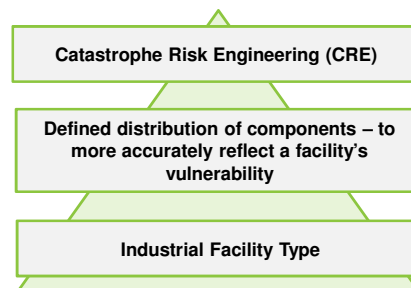 Catastrophe Risk Engineering (CRE)
Defined distribution of components – to
more accurately reflect a facility's
vulnerability
Industrial Facility Type